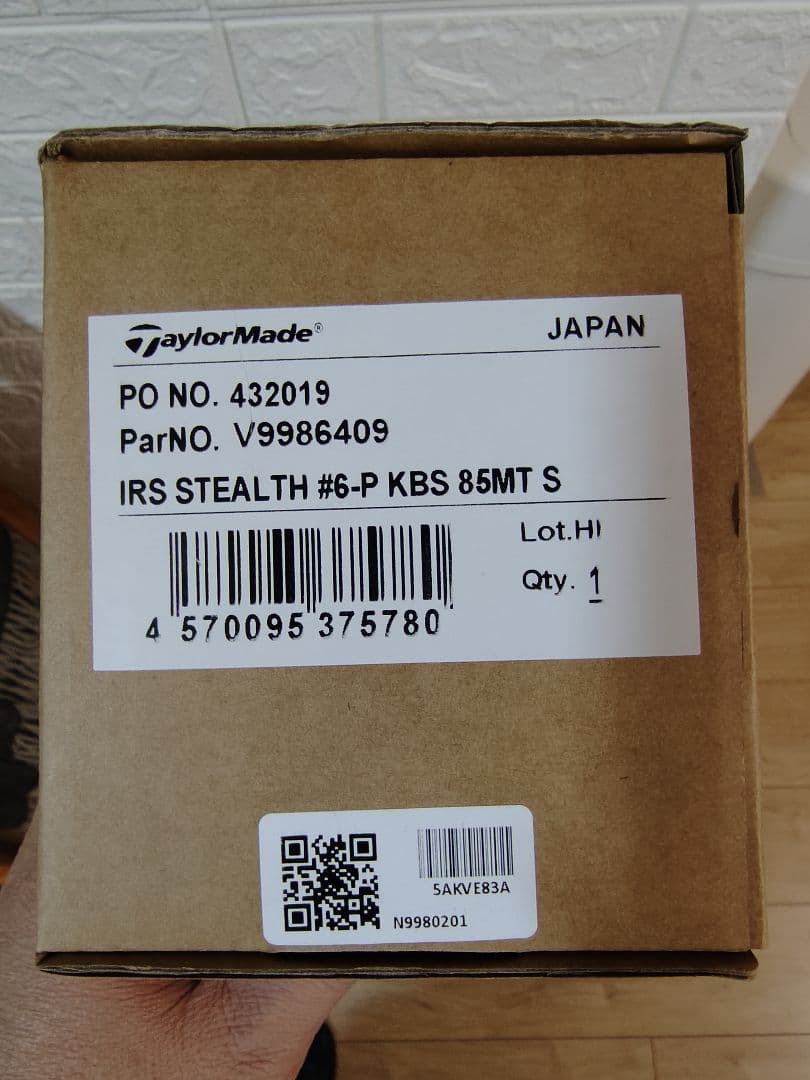 TaylorMade®
JAPAN
PO NO. 432019
ParNO. V9986409
IRS STEALTH #6-P KBS 85MT S
Lot.HI
Qty. 1
4 570095 375780
5AKVE83A
N9980201